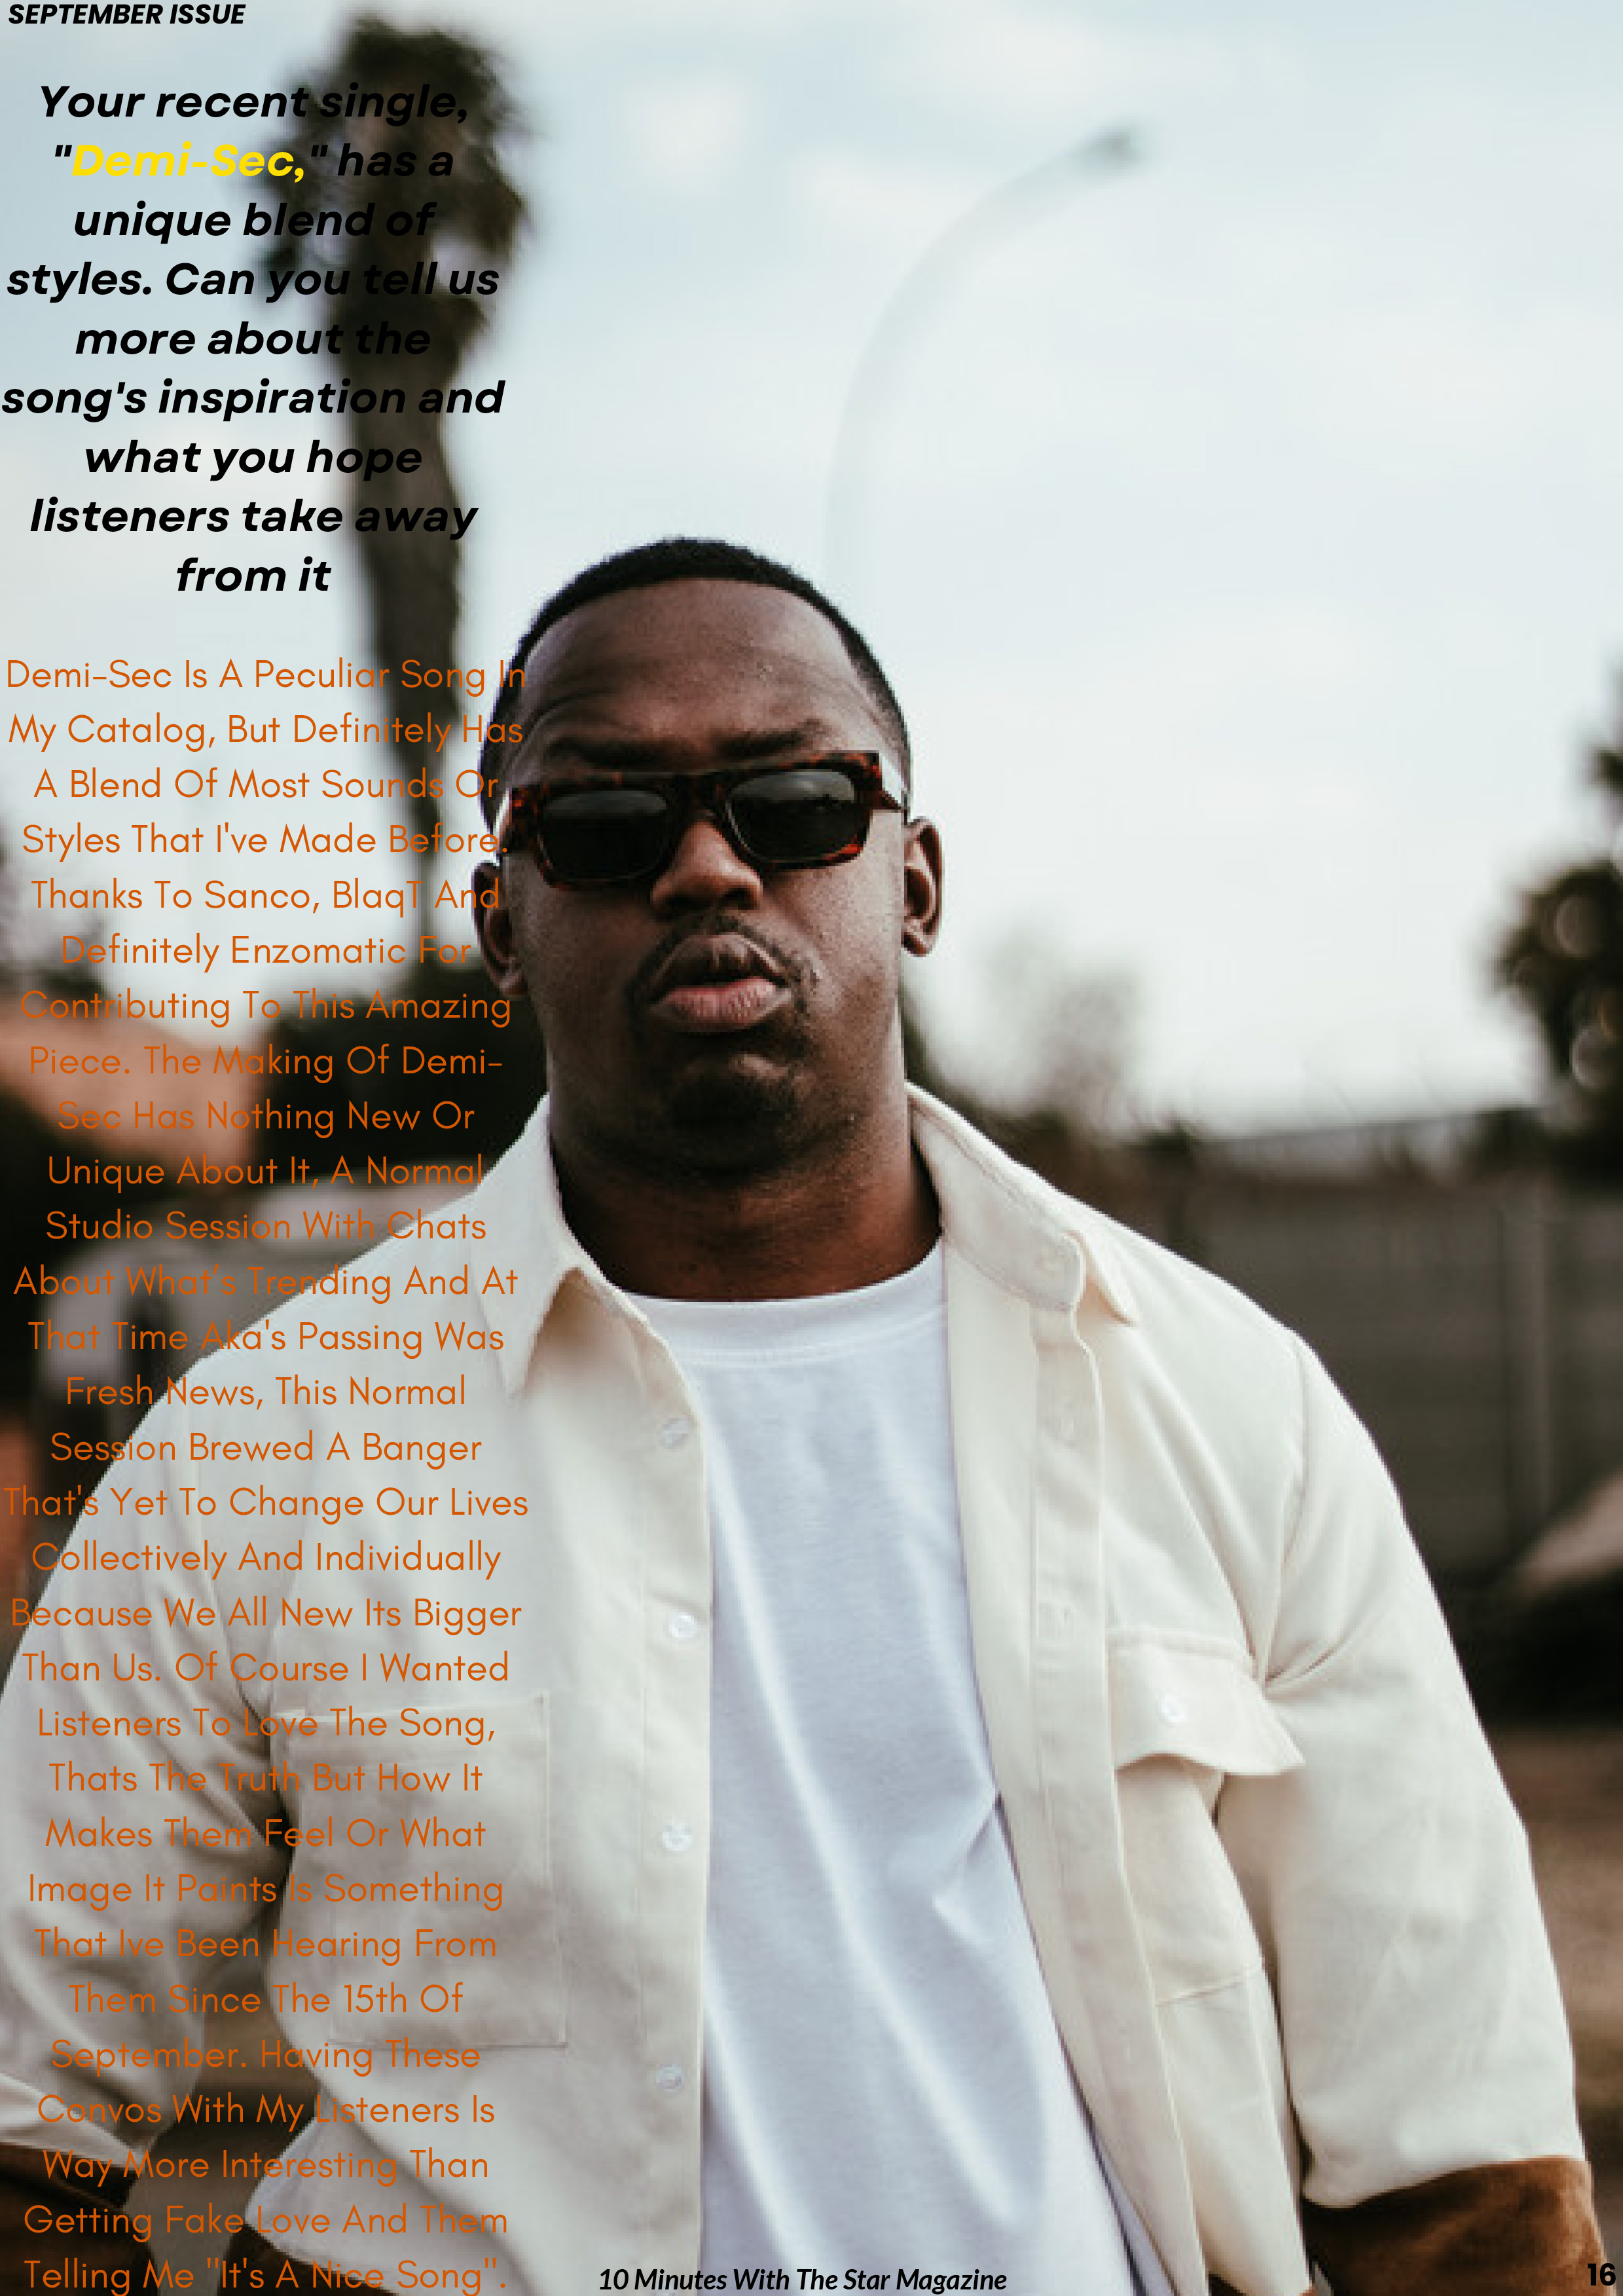 SEPTEMBER ISSUE
Your recent single,
"Demi-Sec," has a
unique blend of
styles. Can you tell us
more about the
song's inspiration and
what you hope
listeners take away
from it
Demi-Sec Is A Peculiar Song In
My Catalog, But Definitely Has
A Blend Of Most Sounds Or
Styles That I've Made Before.
Thanks To Sanco, BlaqT And
Definitely Enzomatic For
Contributing To This Amazing
Piece. The Making Of Demi-
Sec Has Nothing New Or
Unique About It, A Normal
Studio Session With Chats
About What's Trending And At
That Time Aka's Passing Was
Fresh News, This Normal
Session Brewed A Banger
That's Yet To Change Our Lives
Collectively And Individually
Because We All New Its Bigger
Than Us. Of Course I Wanted
Listeners To Love The Song,
Thats The Truth But How It
Makes Them Feel Or What
Image It Paints Is Something
That Ive Been Hearing From
Them Since The 15th Of
September. Having These
Convos With My Listeners Is
Way More Interesting Than
Getting Fake Love And Them
Telling Me "It's A Nice Song".
10 Minutes With The Star Magazine
16